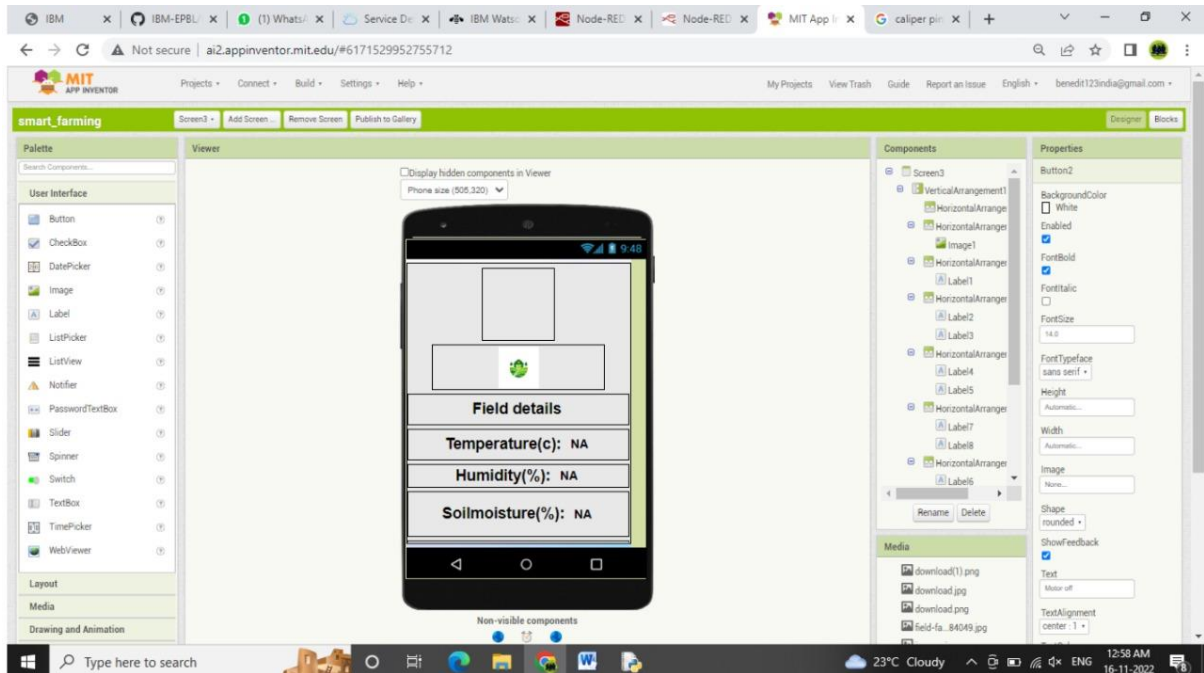 IBM
IBM-EPBL/
(1) WhatsA
Service De
IBM Watso
Node-RED
Node-RED
MIT App In
caliper pin
Not secure | ai2.appinventor.mit.edu/#6171529952755712
MIT
APP INVENTOR
Projects
Connect
Build
Settings
Help
My Projects
View Trash
Guide
Report an Issue
English
benedit123india@gmail.com
smart_farming
Screen3
Add Screen ...
Remove Screen
Publish to Gallery
Designer
Blocks
Palette
Search Components...
User Interface
Button
CheckBox
DatePicker
Image
Label
ListPicker
ListView
Notifier
PasswordTextBox
Slider
Spinner
Switch
TextBox
TimePicker
WebViewer
Layout
Media
Drawing and Animation
Viewer
Display hidden components in Viewer
Phone size (505,320)
9:48
Field details
Temperature(c): NA
Humidity(%): NA
Soilmoisture(%): NA
Non-visible components
Components
Screen3
VerticalArrangement1
HorizontalArrange
HorizontalArranger
Image1
HorizontalArranger
Label1
HorizontalArranger
Label2
Label3
HorizontalArranger
Label4
Label5
HorizontalArranger
Label7
Label8
HorizontalArranger
Label6
Rename
Delete
Media
download(1).png
download.jpg
download.png
field-fa...84049.jpg
Properties
Button2
BackgroundColor
White
Enabled
FontBold
FontItalic
FontSize
14.0
FontTypeface
sans serif
Height
Automatic...
Width
Automatic...
Image
None...
Shape
rounded
ShowFeedback
Text
Motor off
TextAlignment
center : 1
Type here to search
23°C Cloudy
ENG
12:58 AM
16-11-2022